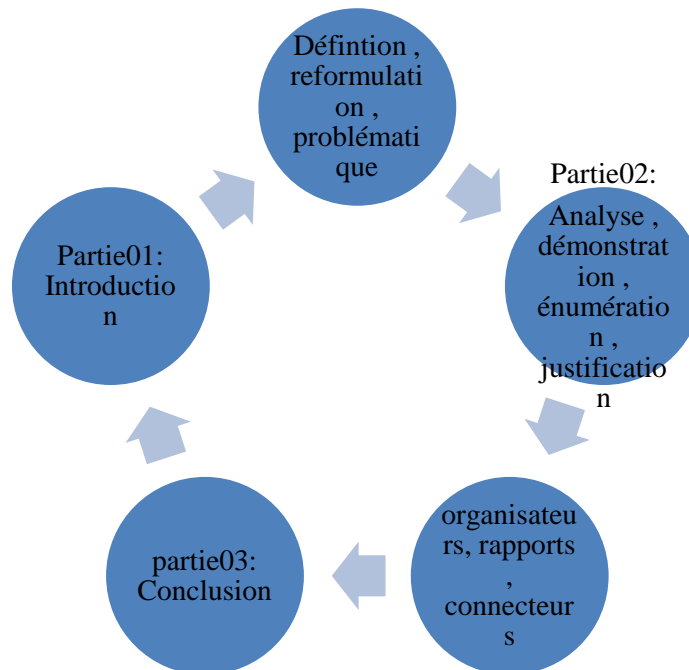 Défintion ,
reformulati
on ,
problémati
que
Partie02:
Analyse ,
démonstrat
ion ,
énumératio
n ,
justificatio
n
organisateu
rs, rapports
,
connecteur
s
partie03:
Conclusion
Partie01:
Introductio
n